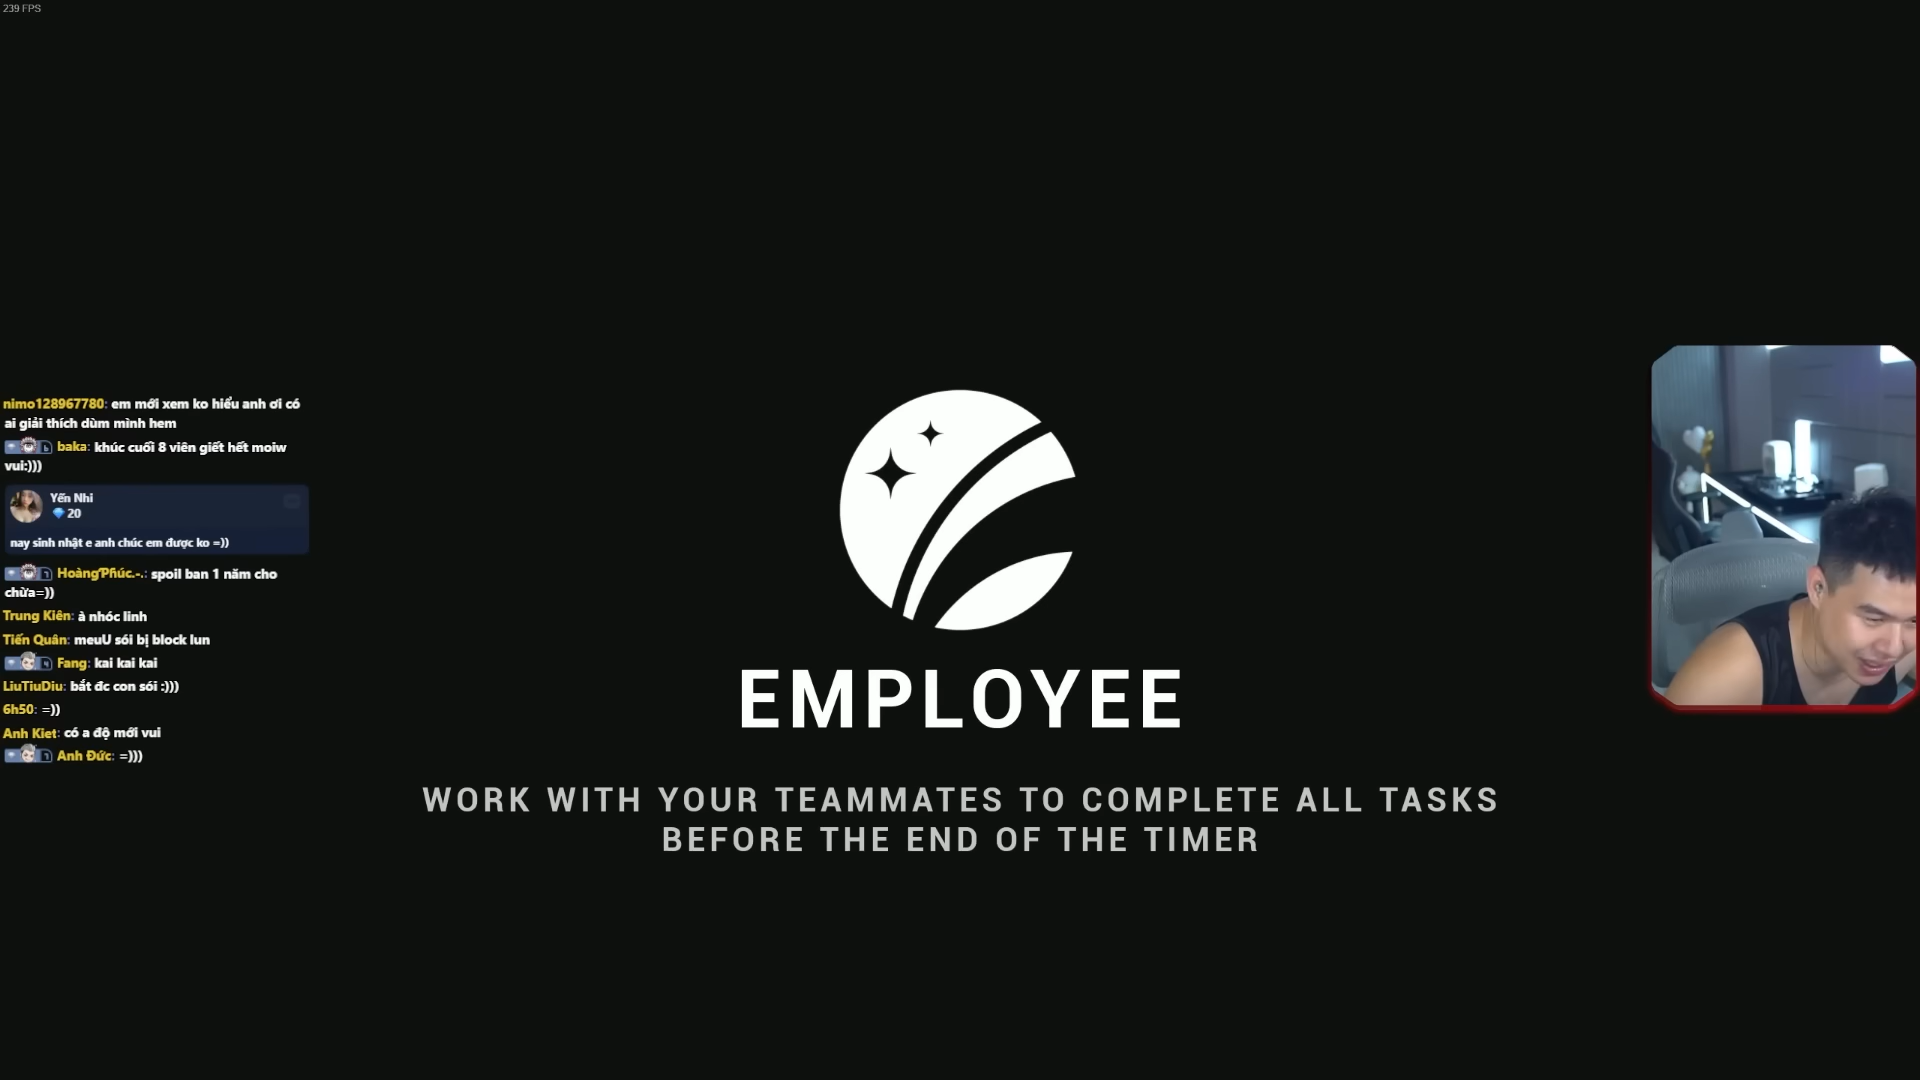 239 FPS
nimo128967780: em mới xem ko hiểu anh ơi có
ai giải thích dùm mình hem
baka: khúc cuối 8 viên giết hết moiw
vui:)))
Yến Nhi
20
nay sinh nhật e anh chúc em được ko =))
HoàngPhúc.-.: spoil ban 1 năm cho
chừa=))
Trung Kiên: à nhóc linh
Tiến Quân: meuU sói bị block lun
Fang: kai kai kai
LiuTiuDiu: bắt đc con sói :)))
6h50: =))
Anh Kiet: có a độ mới vui
Anh Đức: =)))
EMPLOYEE
WORK WITH YOUR TEAMMATES TO COMPLETE ALL TASKS
BEFORE THE END OF THE TIMER